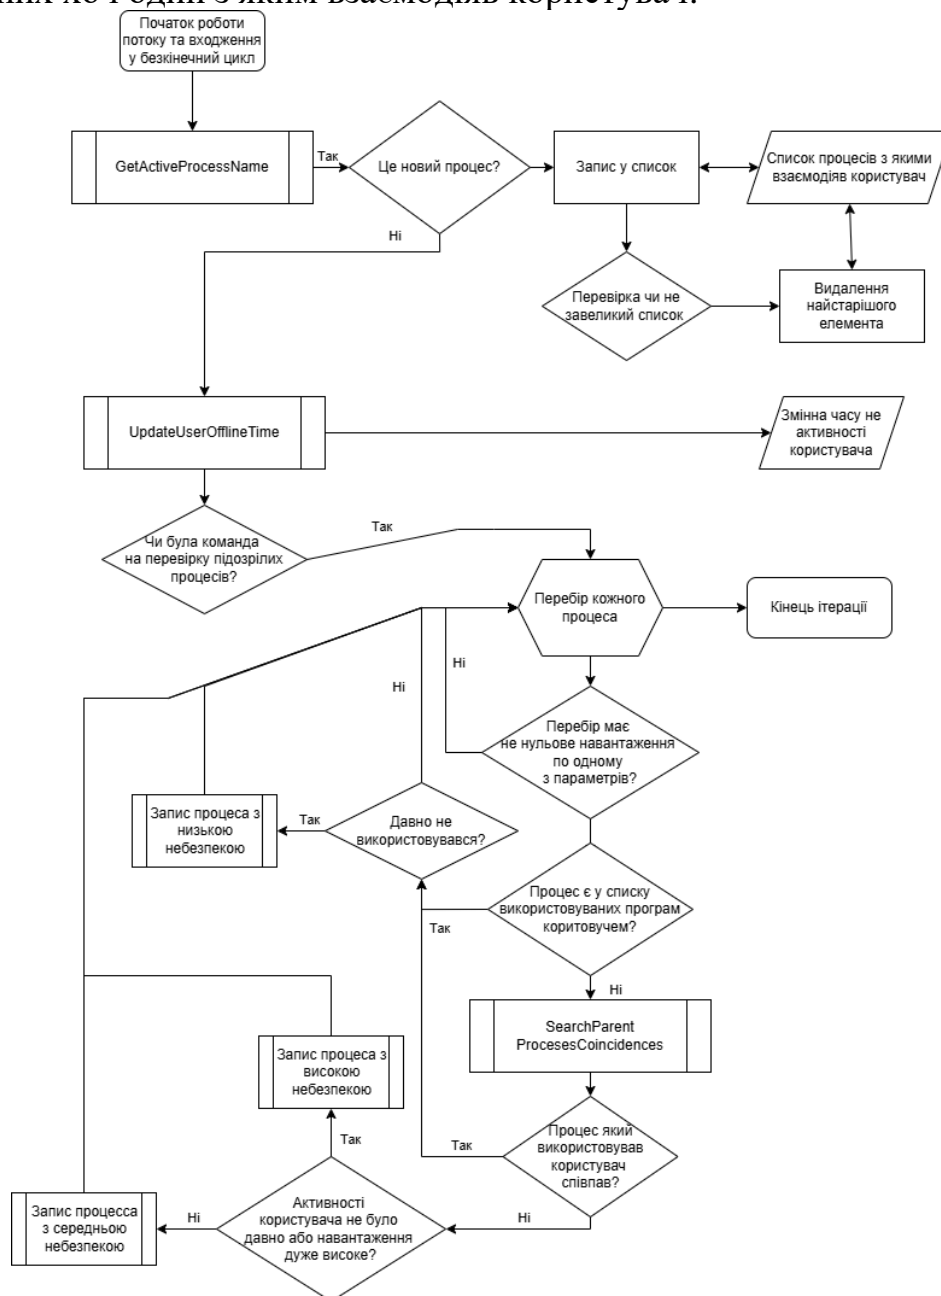 Початок роботи
потоку та входження
у безкінечний цикл
GetActiveProcessName
Так
Це новий процес?
Запис у список
Список процесів з якими
взаємодіяв користувач
Ні
Перевірка чи не
завеликий список
Видалення
найстарішого
елемента
UpdateUserOfflineTime
Змінна часу не
активності
користувача
Чи була команда
на перевірку підозрілих
процесів?
Так
Перебір кожного
процеса
Кінець ітерації
Ні
Ні
Перебір має
не нульове навантаження
по одному
з параметрів?
Запис процеса з
низькою
небезпекою
Так
Давно не
використовувався?
Процес є у списку
використовуваних програм
коритовучем?
Так
Ні
SearchParent
ProcesesCoincidences
Запис процеса з
високою
небезпекою
Так
Так
Процес який
використовував
користувач
співпав?
Запис процесса
з середньою
небезпекою
Ні
Активності
користувача не було
давно або навантаження
дуже високе?
Ні